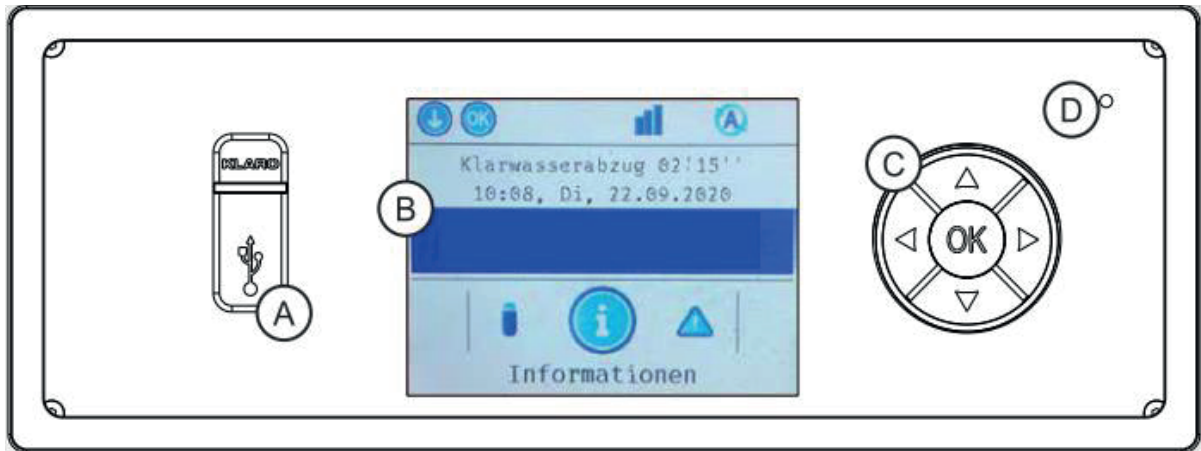 KLARO
A
B
OK
A
Klarwasserabzug 02'15''
10:08, Di, 22.09.2020
i
Informationen
C
OK
D